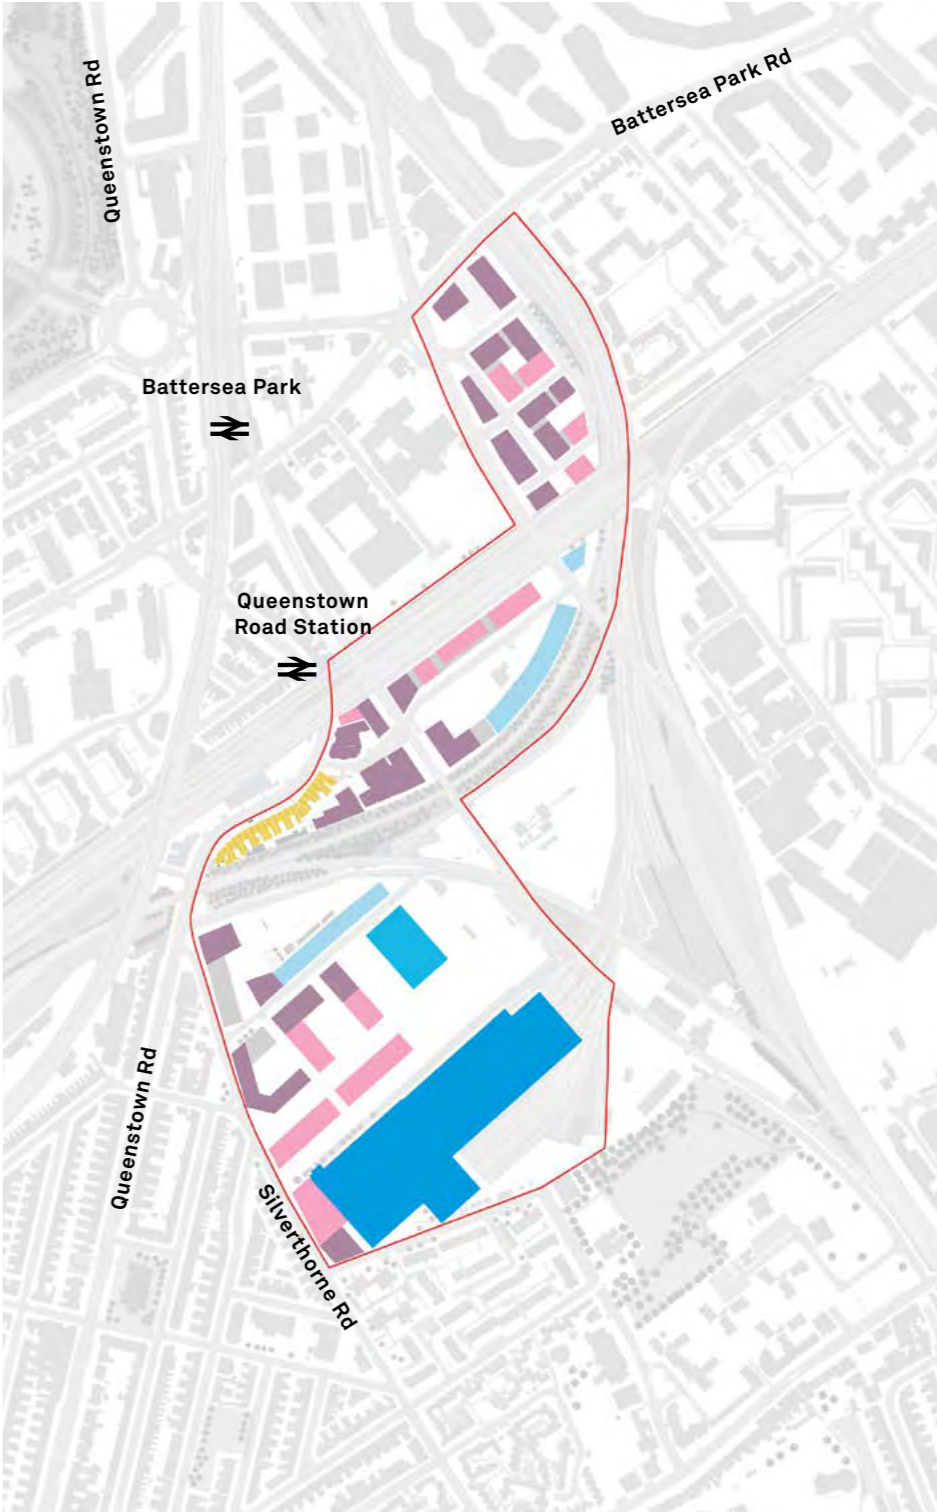 Queenstown Rd
Battersea Park Rd
Battersea Park
Queenstown
Road Station
Queenstown Rd
Silverthorne Rd